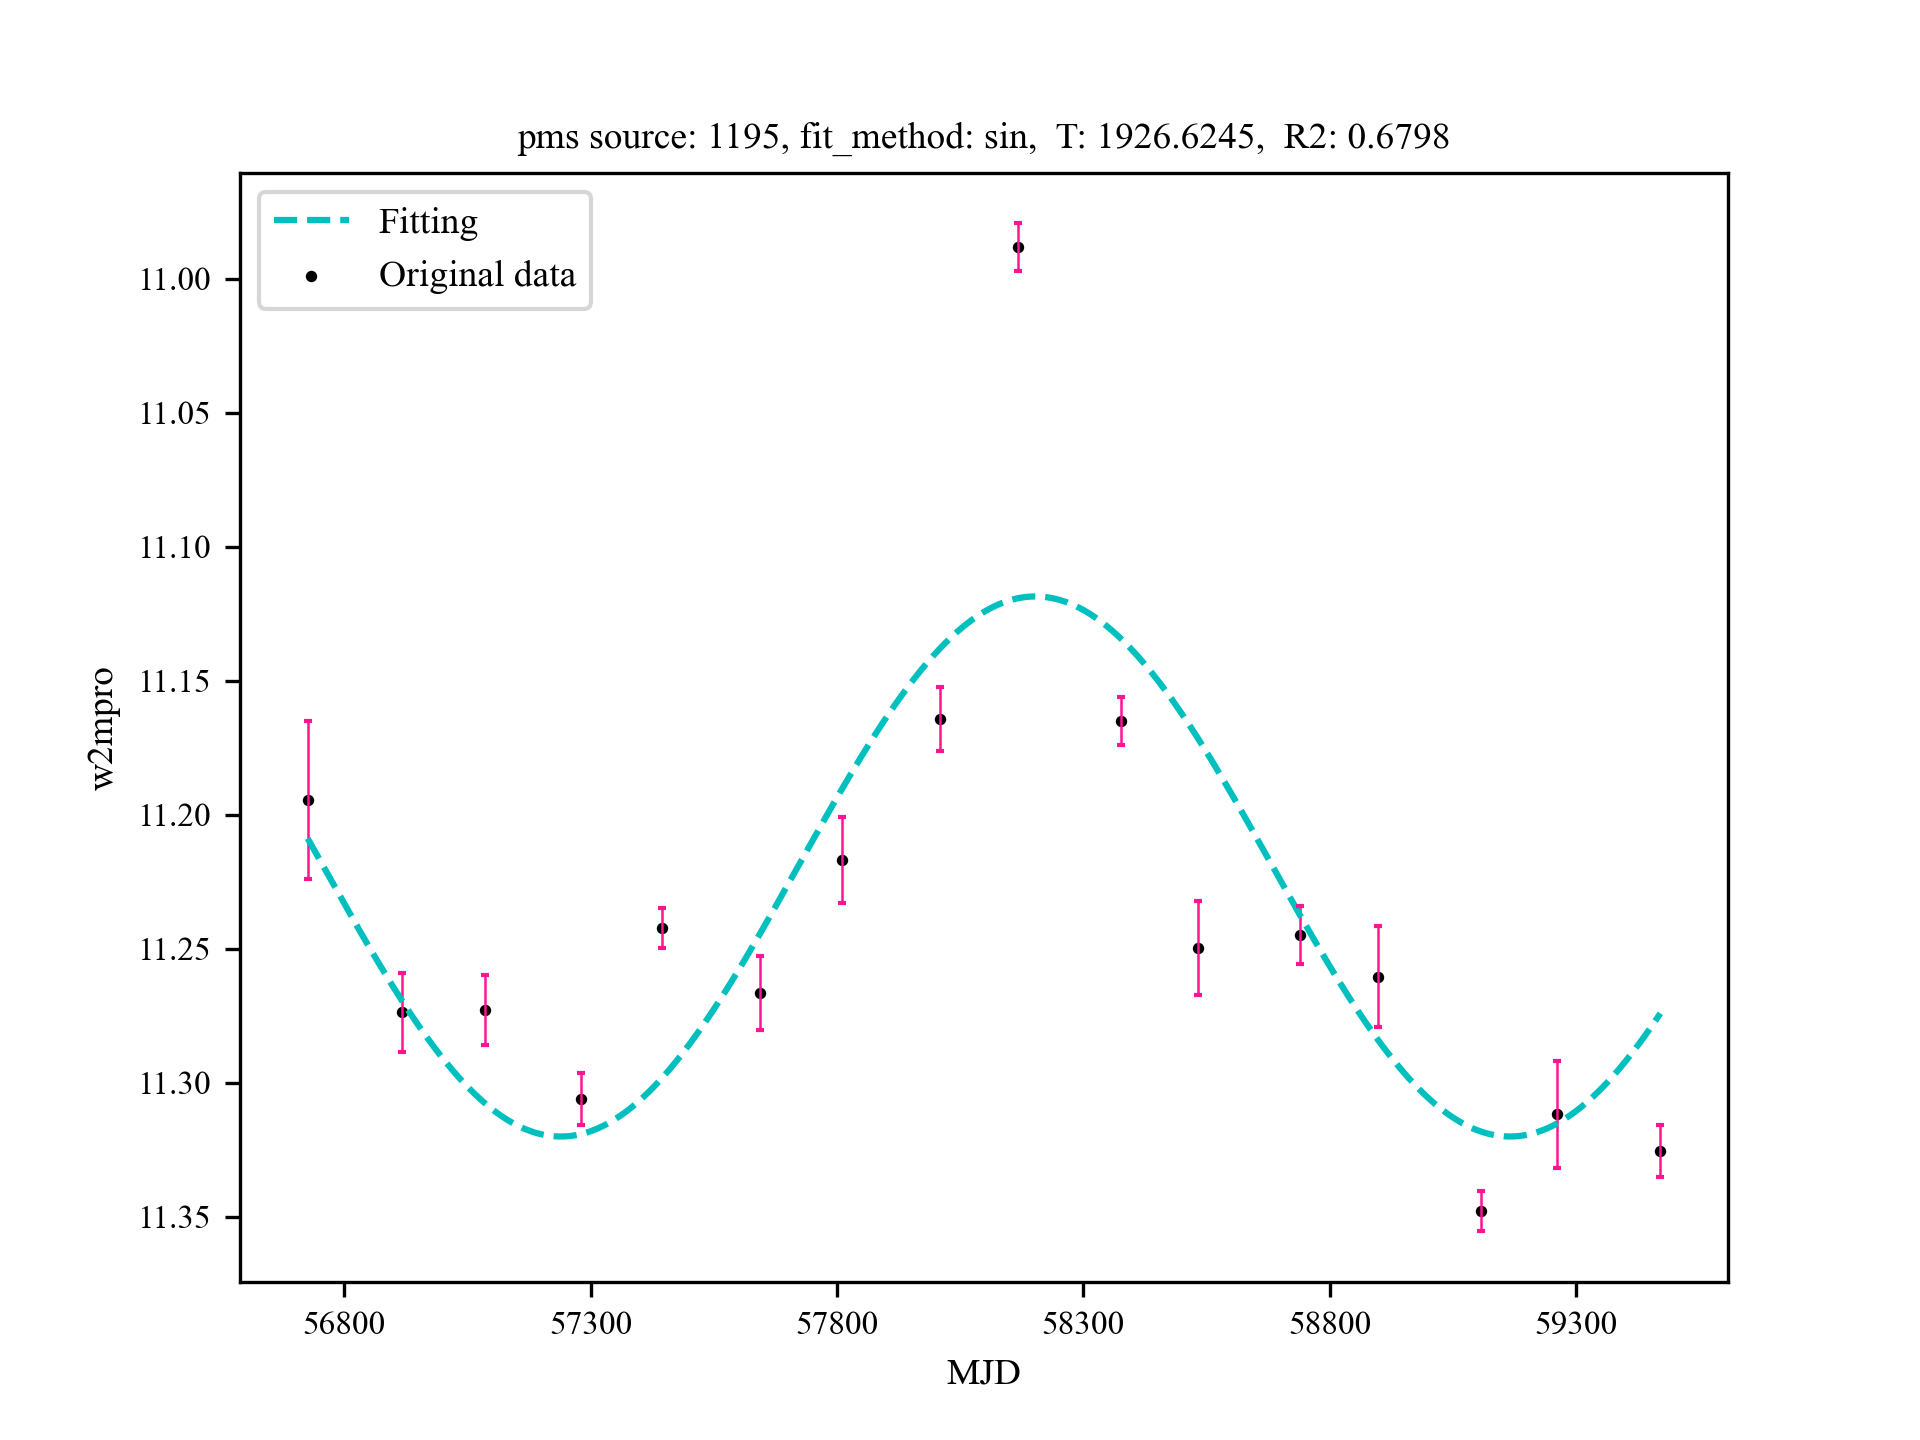 pms source: 1195, fit_method: sin,  T: 1926.6245,  R2: 0.6798
Fitting
Original data
11.00
11.05
11.10
11.15
11.20
11.25
11.30
11.35
w2mpro
56800 57300 57800 58300 58800 59300
MJD